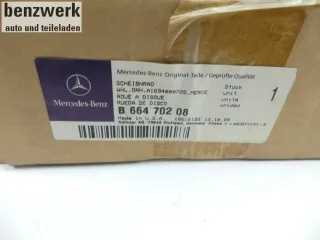 benzwerk
auto und teileladen
Mercedes-Benz Original-Teile / Geprüfte Qualität
SCHEIBENRAD
Stück
unit
unité
unidad
1
ROUE A DISQUE
RUEDA DE DISCO
B 664 702 08
Made in U.S.A.
Mercedes-Benz